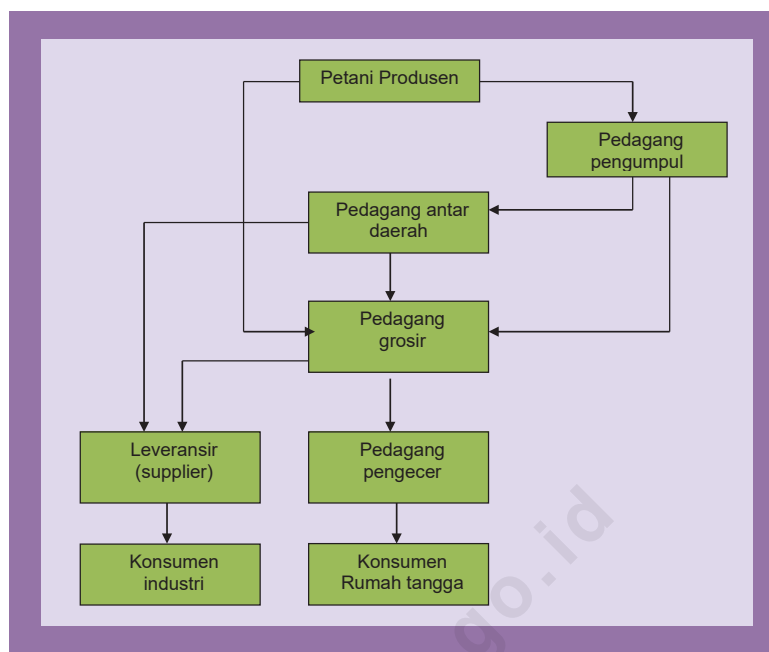 Petani Produsen
Pedagang
pengumpul
Pedagang antar
daerah
Pedagang
grosir
Leveransir
(supplier)
Pedagang
pengecer
Konsumen
industri
Konsumen
Rumah tangga
go.id